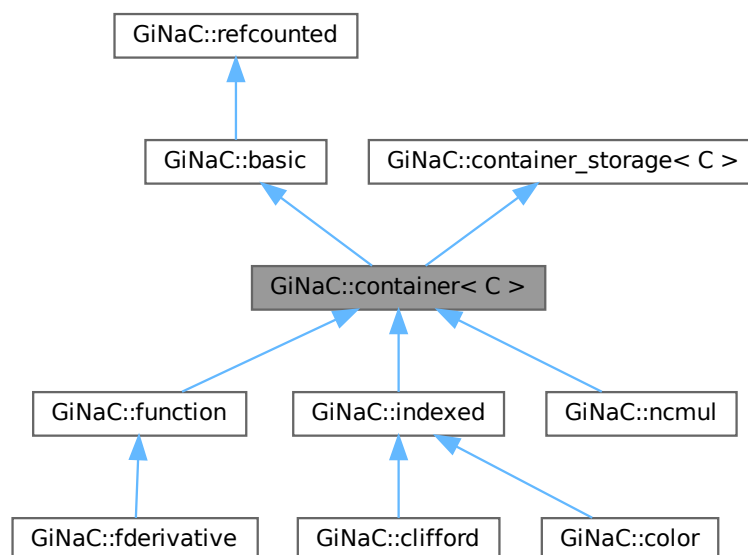 GiNaC::refcounted
GiNaC::basic
GiNaC::container_storage< C >
GiNaC::container< C >
GiNaC::function
GiNaC::indexed
GiNaC::ncmul
GiNaC::fderivative
GiNaC::clifford
GiNaC::color